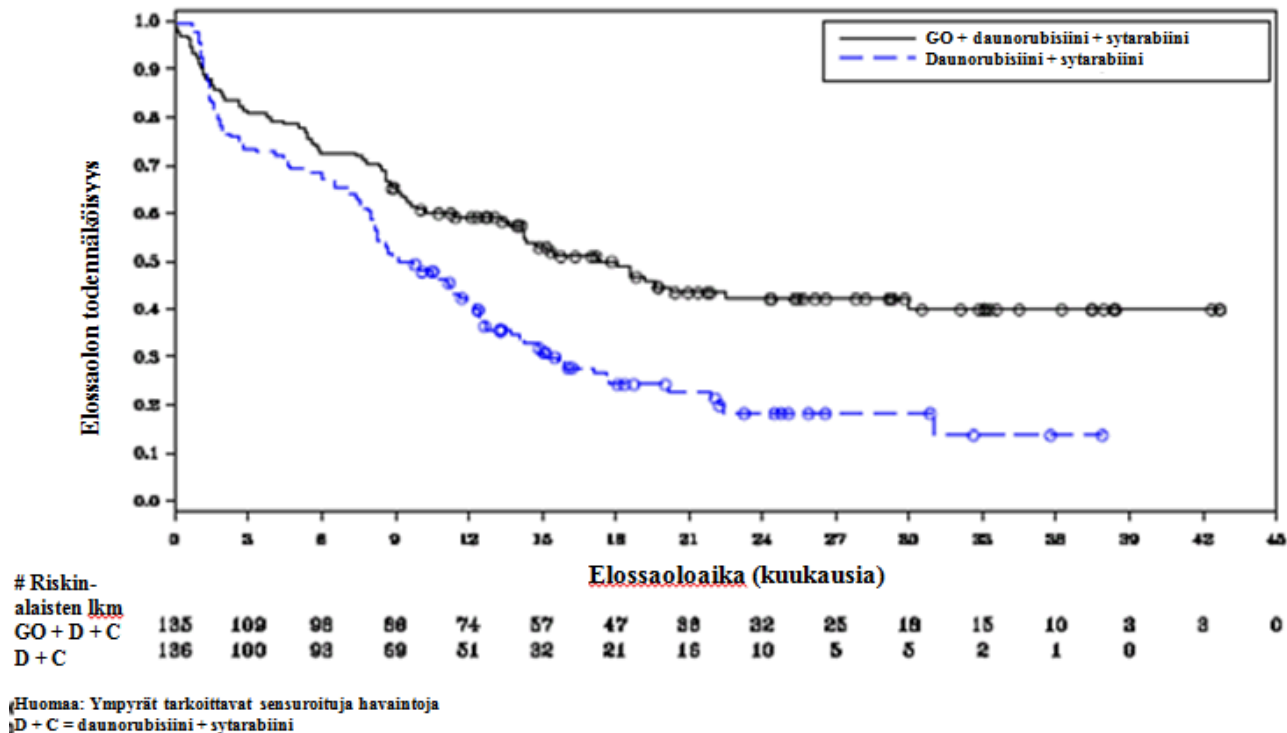 1.0
0.9
0.8
0.7
0.6
0.5
0.4
0.3
0.2
0.1
0.0
Elossaolon todennäköisyys
GO + daunorubisiini + sytarabiini
Daunorubisiini + sytarabiini
0 3 6 9 12 15 18 21 24 27 30 33 36 39 42 45
Elossaoloaika (kuukausia)
# Riskin-
alaisten lkm
GO + D + C 135 109 98 88 74 57 47 38 32 25 18 15 10 3 3 0
D + C 136 100 93 69 51 32 21 16 10 5 5 2 1 0
Huomaa: Ympyrät tarkoittavat sensuroituja havaintoja
D + C = daunorubisiini + sytarabiini